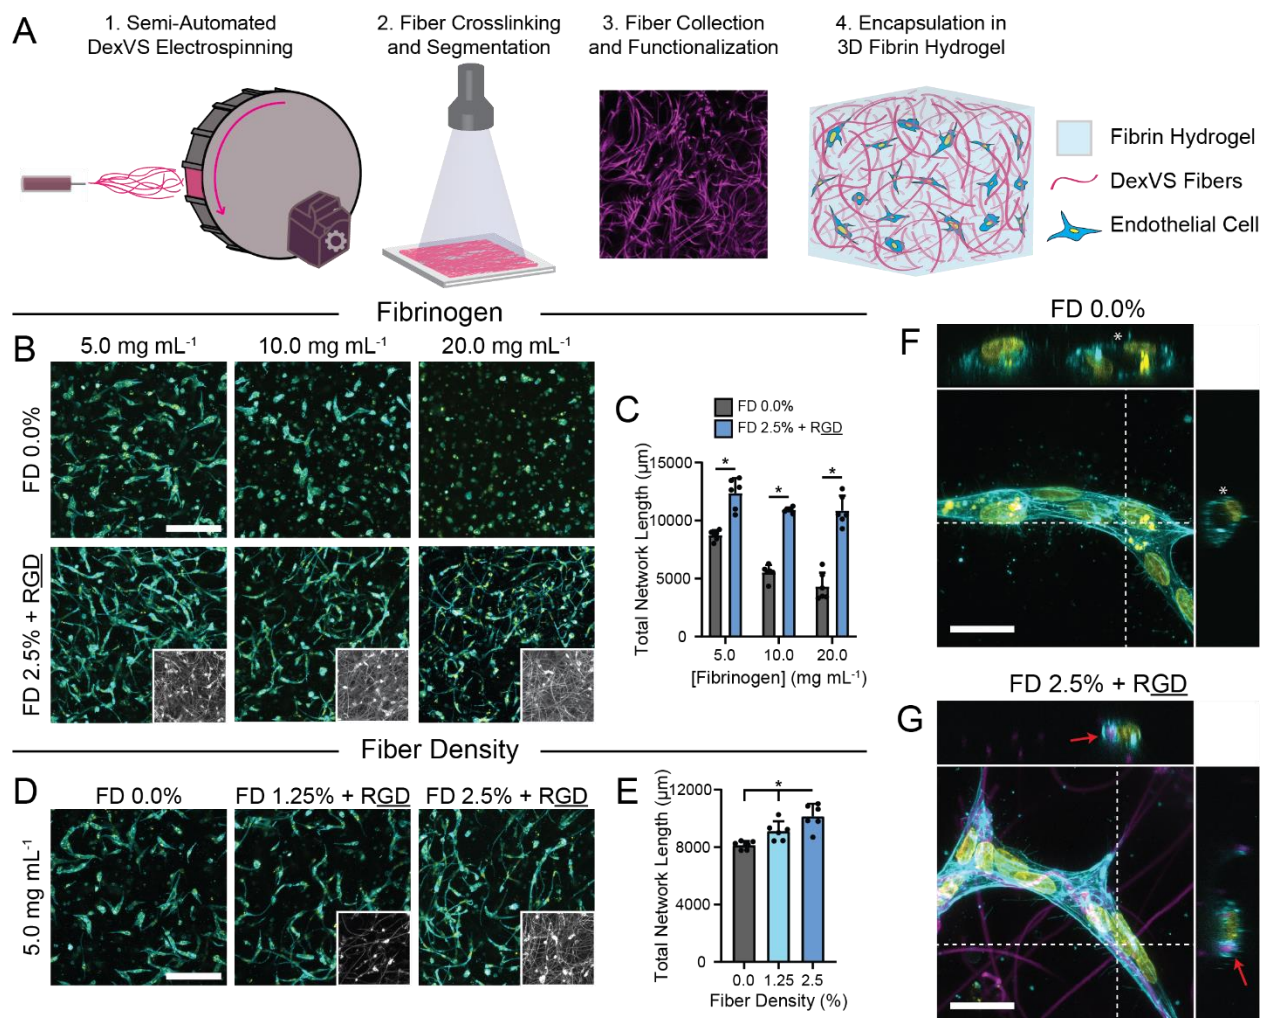 A
1. Semi-Automated
DexVS Electrospinning
2. Fiber Crosslinking
and Segmentation
3. Fiber Collection
and Functionalization
4. Encapsulation in
3D Fibrin Hydrogel
Fibrin Hydrogel
DexVS Fibers
Endothelial Cell
Fibrinogen
B
5.0 mg mL⁻¹
10.0 mg mL⁻¹
20.0 mg mL⁻¹
FD 0.0%
FD 2.5% + RGD
C
FD 0.0%
FD 2.5% + RGD
Total Network Length (μm)
15000
10000
5000
0
* * *
5.0 10.0 20.0
[Fibrinogen] (mg mL⁻¹)
Fiber Density
D
FD 0.0%
FD 1.25% + RGD
FD 2.5% + RGD
5.0 mg mL⁻¹
E
Total Network Length (μm)
12000
8000
4000
0
*
0.0 1.25 2.5
Fiber Density (%)
F
FD 0.0%
*
*
G
FD 2.5% + RGD